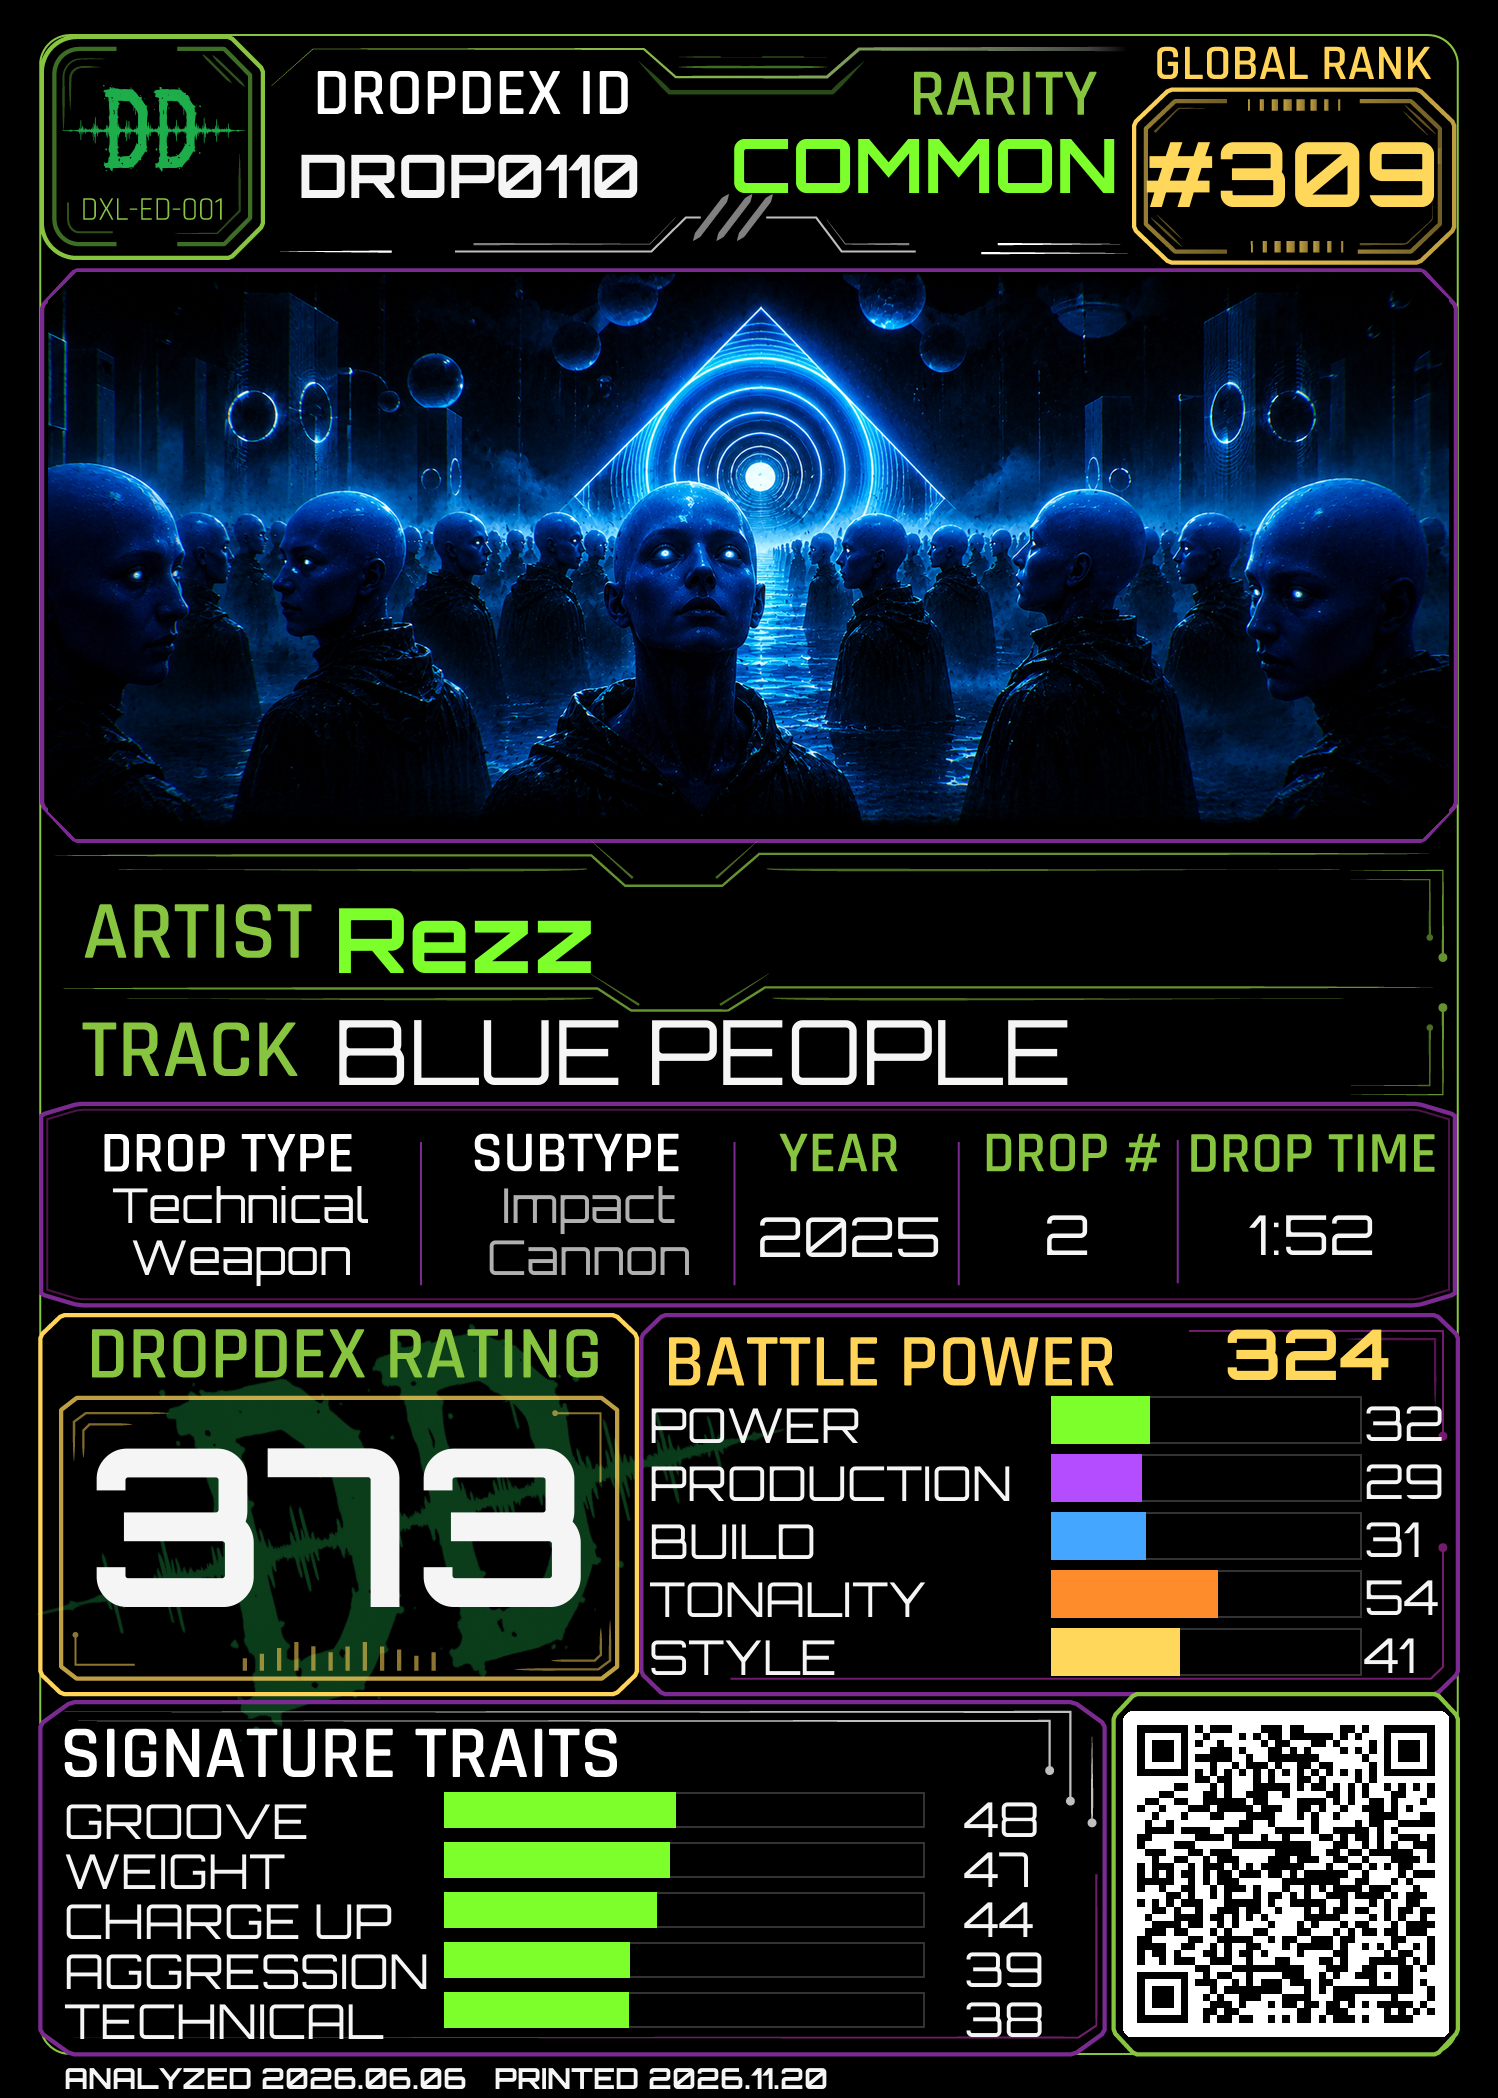 DD
DXL-ED-001
DROPDEX ID
DROP0110
RARITY
COMMON
GLOBAL RANK
#309
ARTIST Rezz
TRACK BLUE PEOPLE
DROP TYPE
Technical
Weapon
SUBTYPE
Impact
Cannon
YEAR
2025
DROP #
2
DROP TIME
1:52
DROPDEX RATING
373
BATTLE POWER 324
POWER 32
PRODUCTION 29
BUILD 31
TONALITY 54
STYLE 41
SIGNATURE TRAITS
GROOVE 48
WEIGHT 47
CHARGE UP 44
AGGRESSION 39
TECHNICAL 38
ANALYZED 2026.06.06 PRINTED 2026.11.20